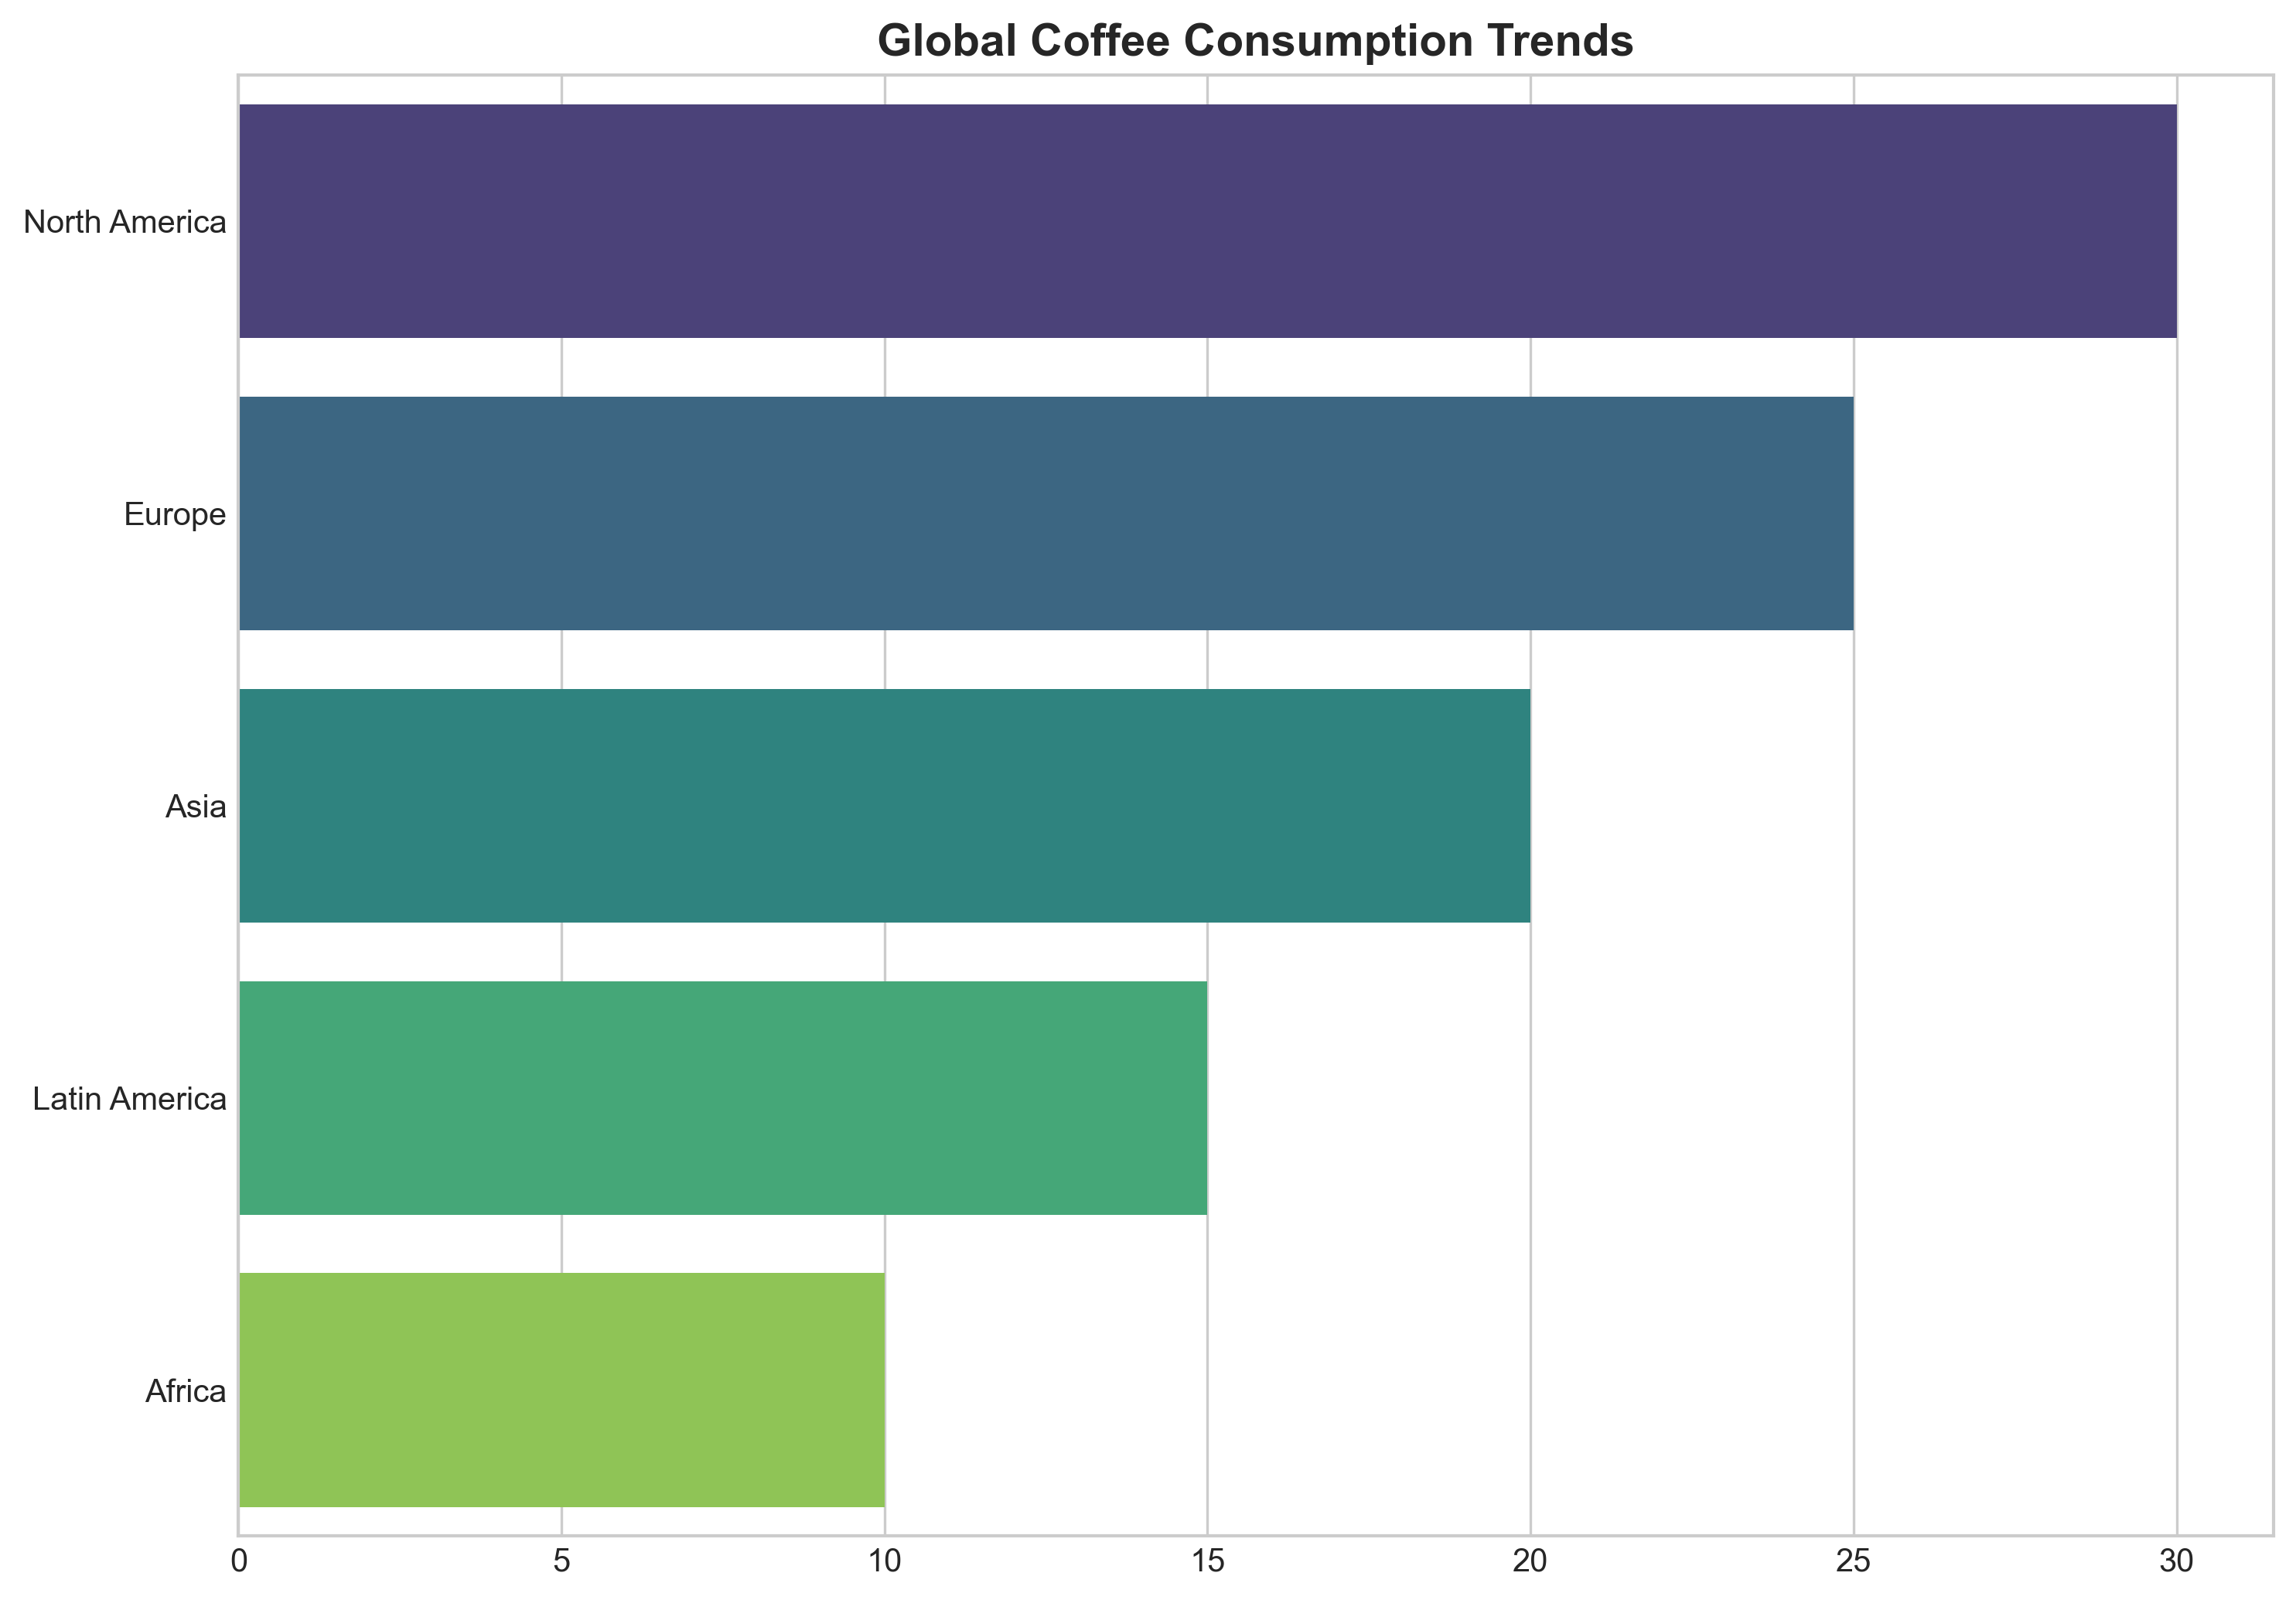 Global Coffee Consumption Trends
North America
Europe
Asia
Latin America
Africa
0 5 10 15 20 25 30